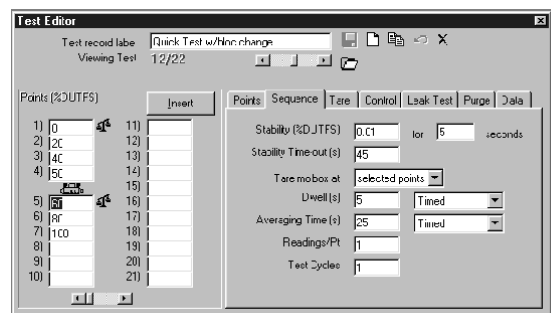 Test Editor
Test record labe Quick Test w/bloc change
Viewing Test 12/22
Points (%DUTFS) Insert
1) 0 11)
2) 20 12)
3) 40 13)
4) 50 14)
15)
5) 60 16)
6) 80 17)
7) 100 18)
8) 19)
9) 20)
10) 21)
Points Sequence Tare Control Leak Test Purge Data
Stability (%DUTFS) 0.01 for 5 seconds
Stability Time-out (s) 45
Tare mobox at selected points
Dwell (s) 5 Timed
Averaging Time (s) 25 Timed
Readings/Pt 1
Test Cycles 1